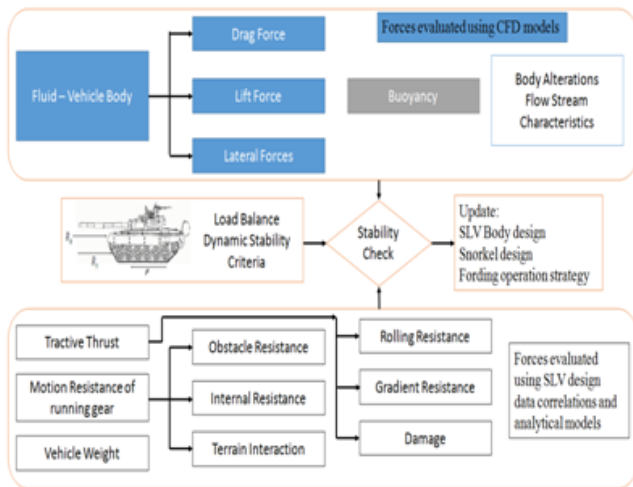 Drag Force
Forces evaluated using CFD models
Fluid – Vehicle Body
Lift Force
Buoyancy
Body Alterations
Flow Stream
Characteristics
Lateral Forces
Load Balance
Dynamic Stability
Criteria
Stability
Check
Update:
SLV Body design
Snorkel design
Fording operation strategy
Tractive Thrust
Obstacle Resistance
Rolling Resistance
Motion Resistance of
running gear
Internal Resistance
Gradient Resistance
Forces evaluated
using SLV design
data correlations and
analytical models
Vehicle Weight
Terrain Interaction
Damage